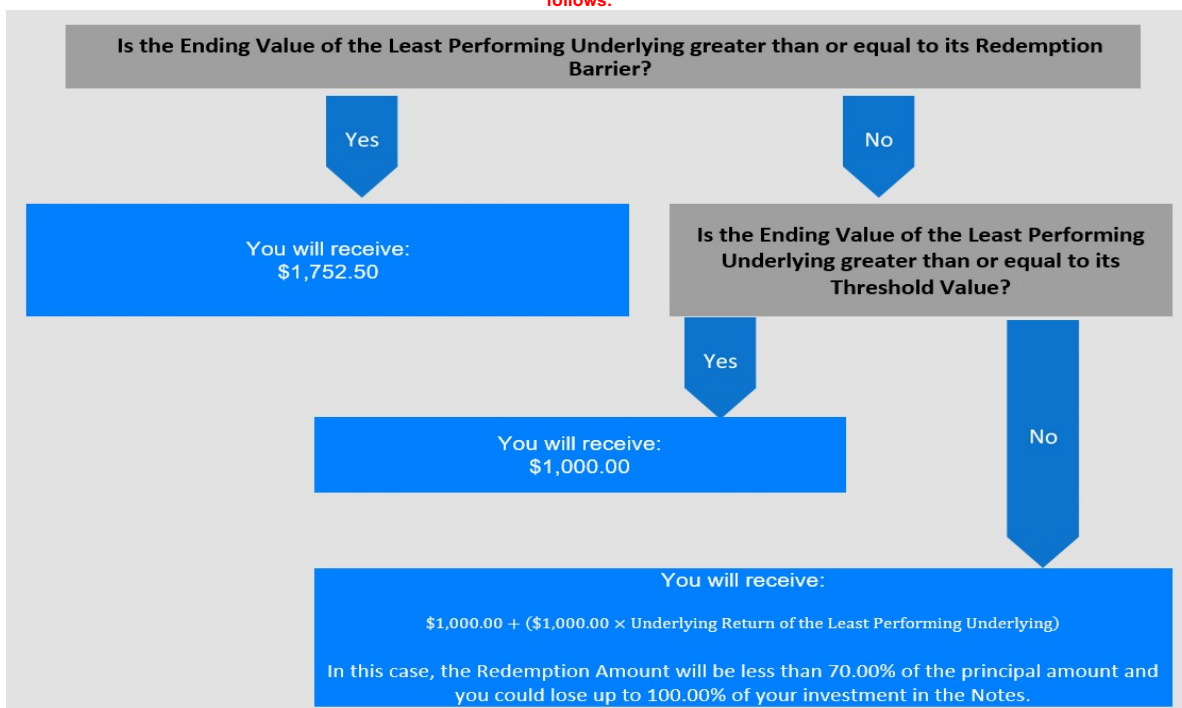 follows:
Is the Ending Value of the Least Performing Underlying greater than or equal to its Redemption
Barrier?
Yes
No
You will receive:
$1,752.50
Is the Ending Value of the Least Performing
Underlying greater than or equal to its
Threshold Value?
Yes
No
You will receive:
$1,000.00
You will receive:
$1,000.00 + ($1,000.00 × Underlying Return of the Least Performing Underlying)
In this case, the Redemption Amount will be less than 70.00% of the principal amount and
you could lose up to 100.00% of your investment in the Notes.